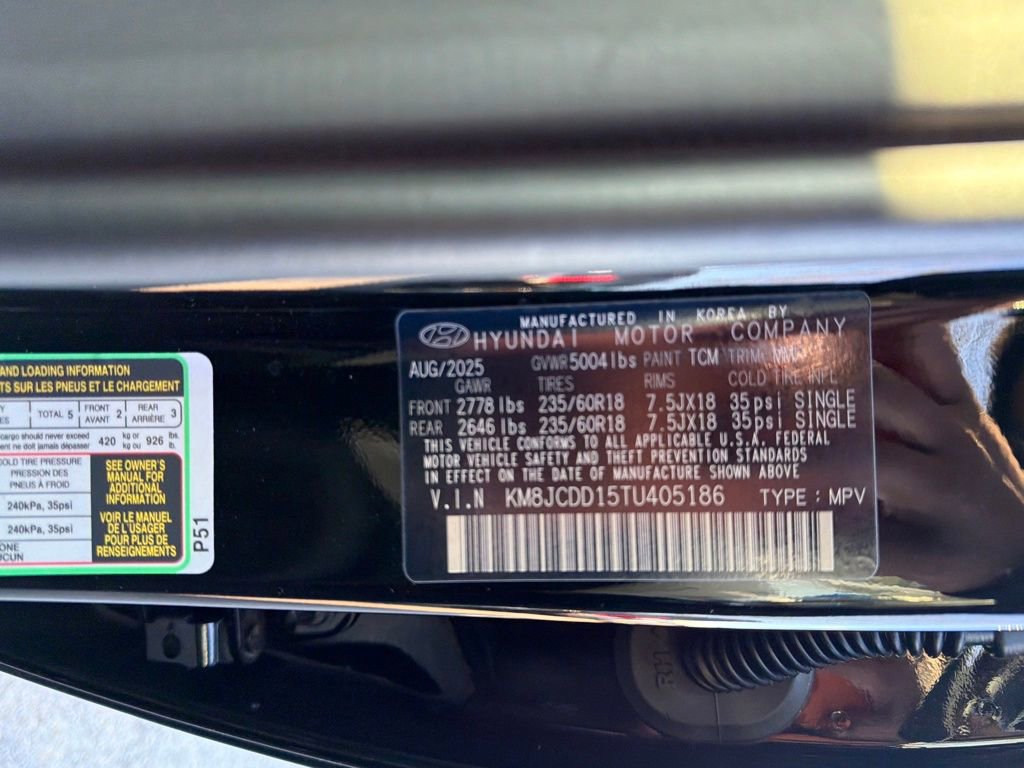 MANUFACTURED IN KOREA BY
HYUNDAI MOTOR COMPANY
AUG/2025 GVWR 5004 lbs PAINT TCM TRIM:
GAWR TIRES RIMS COLD TIRE INFL
FRONT 2778 lbs 235/60R18 7.5JX18 35psi SINGLE
REAR 2646 lbs 235/60R18 7.5JX18 35psi SINGLE
THIS VEHICLE CONFORMS TO ALL APPLICABLE U.S.A. FEDERAL
MOTOR VEHICLE SAFETY AND THEFT PREVENTION STANDARDS
IN EFFECT ON THE DATE OF MANUFACTURE SHOWN ABOVE
V.I.N KM8JCDD15TU405186 TYPE : MPV
AND LOADING INFORMATION
TS SUR LES PNEUS ET LE CHARGEMENT
TOTAL 5 FRONT AVANT 2 REAR ARRIÈRE 3
cargo should never exceed
ent ne doit jamais dépasser 420 kg or kg ou 926 lbs. lb.
COLD TIRE PRESSURE
PRESSION DES
PNEUS À FROID
240kPa, 35psi
240kPa, 35psi
SEE OWNER'S
MANUAL FOR
ADDITIONAL
INFORMATION
VOIR LE MANUEL
DE L'USAGER
POUR PLUS DE
RENSEIGNEMENTS
P51
RH